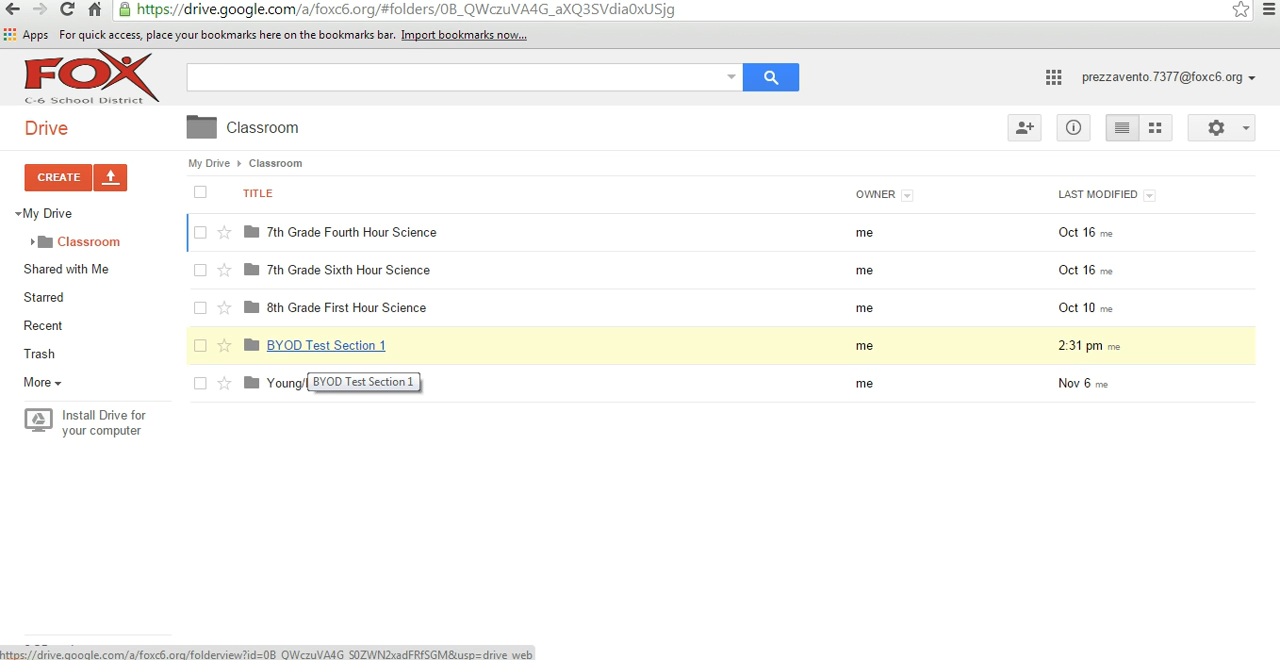 https://drive.google.com/a/foxc6.org/#folders/0B_QWczuVA4G_aXQ3SVdia0xUSjg
Apps For quick access, place your bookmarks here on the bookmarks bar. Import bookmarks now...
FOX
C-6 School District
prezzavento.7377@foxc6.org
Drive
Classroom
My Drive Classroom
CREATE
TITLE OWNER LAST MODIFIED
My Drive
Classroom
Shared with Me
Starred
Recent
Trash
More
Install Drive for
your computer
7th Grade Fourth Hour Science me Oct 16 me
7th Grade Sixth Hour Science me Oct 16 me
8th Grade First Hour Science me Oct 10 me
BYOD Test Section 1 me 2:31 pm me
Young/ BYOD Test Section 1 me Nov 6 me
https://drive.google.com/a/foxc6.org/folderview?id=0B_QWczuVA4G_S0ZWN2xadFRfSGM&usp=drive_web